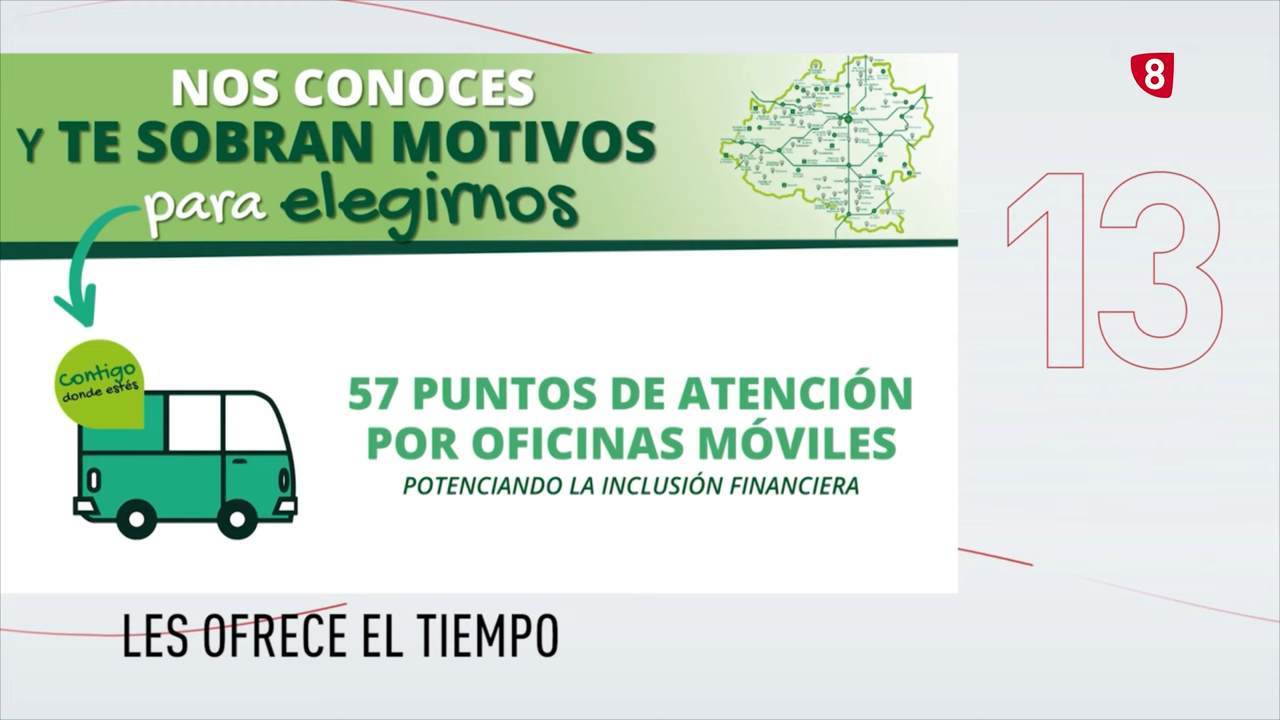 NOS CONOCES
Y TE SOBRAN MOTIVOS
para elegirnos
8
13
Contigo
donde estés
57 PUNTOS DE ATENCIÓN
POR OFICINAS MÓVILES
POTENCIANDO LA INCLUSIÓN FINANCIERA
LES OFRECE EL TIEMPO